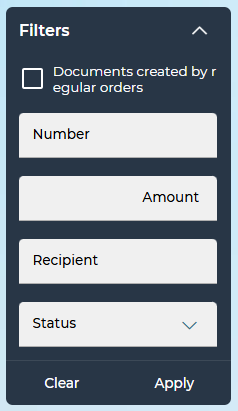 Filters
Documents created by r
egular orders
Number
Amount
Recipient
Status
Clear Apply